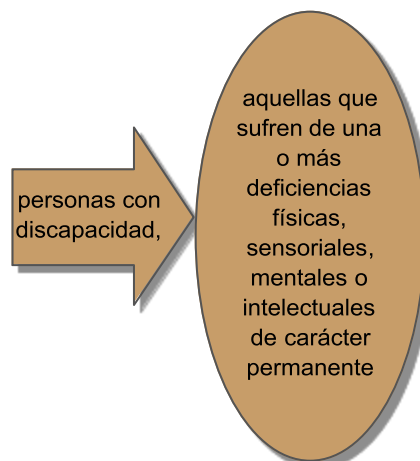 personas con
discapacidad,
aquellas que
sufren de una
o más
deficiencias
físicas,
sensoriales,
mentales o
intelectuales
de carácter
permanente